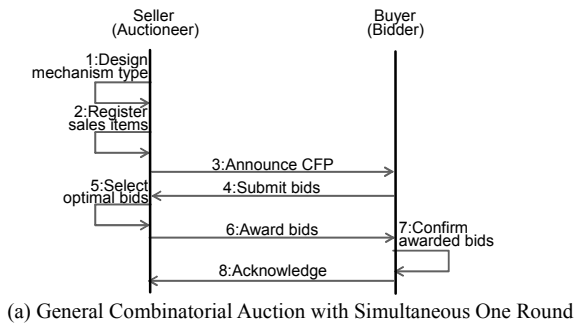 Seller
(Auctioneer)
Buyer
(Bidder)
1:Design
mechanism type
2:Register
sales items
3:Announce CFP
5:Select
optimal bids
4:Submit bids
6:Award bids
7:Confirm
awarded bids
8:Acknowledge
(a) General Combinatorial Auction with Simultaneous One Round